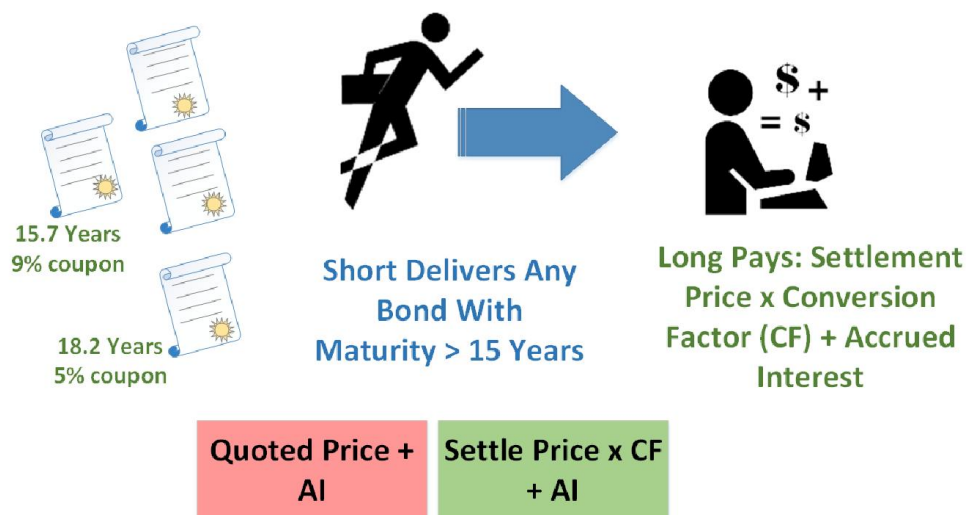 $ +
= $
15.7 Years
9% coupon
18.2 Years
5% coupon
Short Delivers Any
Bond With
Maturity > 15 Years
Long Pays: Settlement
Price x Conversion
Factor (CF) + Accrued
Interest
Quoted Price +
AI
Settle Price x CF
+ AI